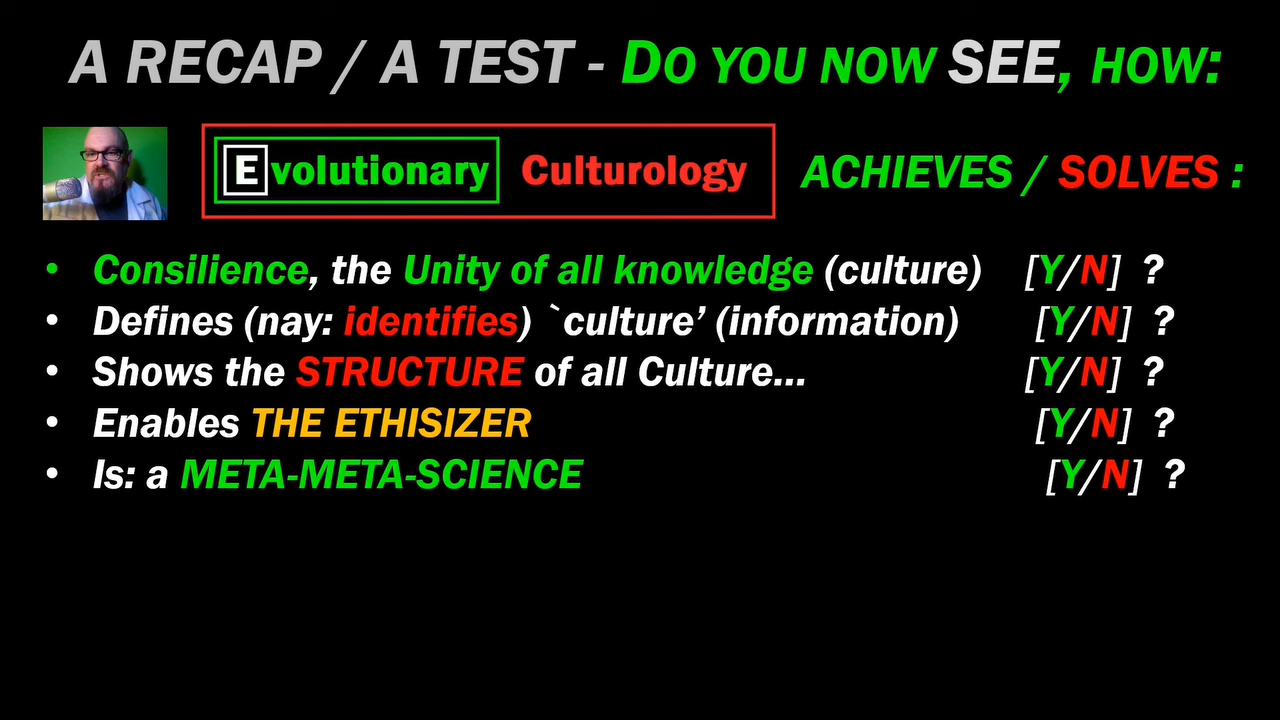 A RECAP / A TEST - DO YOU NOW SEE, HOW:
Evolutionary Culturology ACHIEVES / SOLVES :
• Consilience, the Unity of all knowledge (culture) [Y/N] ?
• Defines (nay: identifies) `culture’ (information) [Y/N] ?
• Shows the STRUCTURE of all Culture… [Y/N] ?
• Enables THE ETHISIZER [Y/N] ?
• Is: a META-META-SCIENCE [Y/N] ?